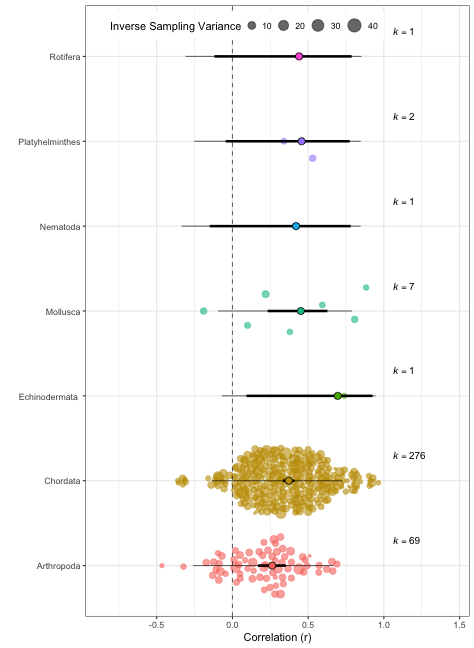 Inverse Sampling Variance 10 20 30 40
k = 1
Rotifera
k = 2
Platyhelminthes
k = 1
Nematoda
k = 7
Mollusca
k = 1
Echinodermata
k = 276
Chordata
k = 69
Arthropoda
-0.5 0.0 0.5 1.0 1.5
Correlation (r)